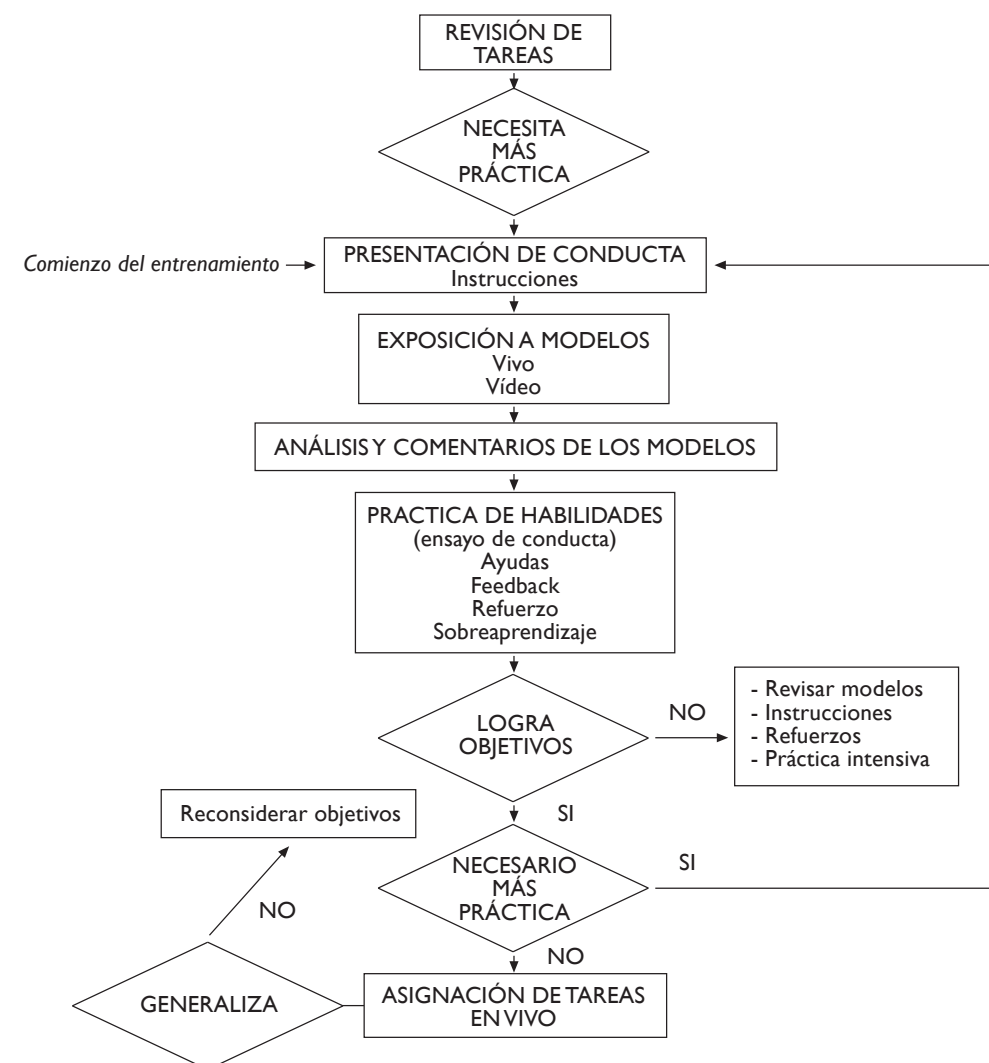 REVISIÓN DE
TAREAS
NECESITA
MÁS
PRÁCTICA
Comienzo del entrenamiento
PRESENTACIÓN DE CONDUCTA
Instrucciones
EXPOSICIÓN A MODELOS
Vivo
Vídeo
ANÁLISIS Y COMENTARIOS DE LOS MODELOS
PRACTICA DE HABILIDADES
(ensayo de conducta)
Ayudas
Feedback
Refuerzo
Sobreaprendizaje
LOGRA
OBJETIVOS
NO
- Revisar modelos
- Instrucciones
- Refuerzos
- Práctica intensiva
SI
Reconsiderar objetivos
NECESARIO
MÁS
PRÁCTICA
SI
NO
NO
GENERALIZA
ASIGNACIÓN DE TAREAS
EN VIVO